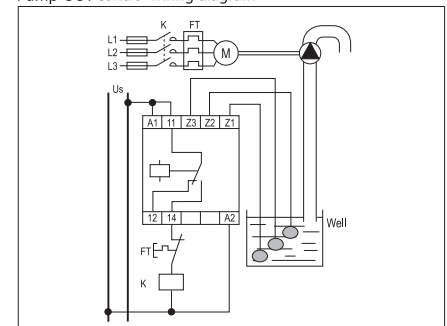 Pump OUT control wiring diagram
K FT
L1
L2
L3
M
Us
A1 11 Z3 Z2 Z1
12 14 A2
Well
FT
K